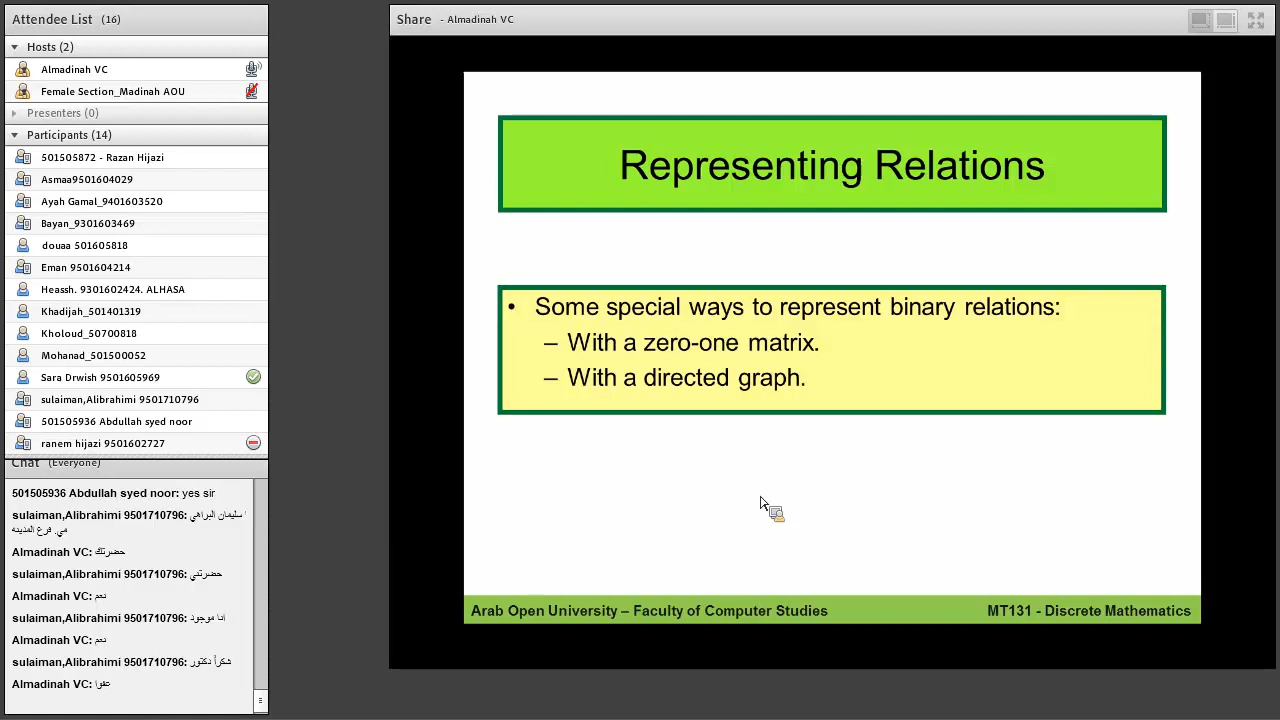 Attendee List (16)
Hosts (2)
Almadinah VC
Female Section_Madinah AOU
Presenters (0)
Participants (14)
501505872 - Razan Hijazi
Asmaa9501604029
Ayah Gamal_9401603520
Bayan_9301603469
douaa 501605818
Eman 9501604214
Heassh. 9301602424. ALHASA
Khadijah_501401319
Kholoud_50700818
Mohanad_501500052
Sara Drwish 9501605969
sulaiman,Alibrahimi 9501710796
501505936 Abdullah syed noor
ranem hijazi 9501602727
Chat (Everyone)
501505936 Abdullah syed noor: yes sir
sulaiman,Alibrahimi 9501710796: سليمان البراهي
مي. فرع المدينه
Almadinah VC: حضرتك
sulaiman,Alibrahimi 9501710796: حضرتني
Almadinah VC: نعم
sulaiman,Alibrahimi 9501710796: انا موجود
Almadinah VC: نعم
sulaiman,Alibrahimi 9501710796: شكراً دكتور
Almadinah VC: عفوا
Share - Almadinah VC
Representing Relations
• Some special ways to represent binary relations:
– With a zero-one matrix.
– With a directed graph.
Arab Open University – Faculty of Computer Studies MT131 - Discrete Mathematics